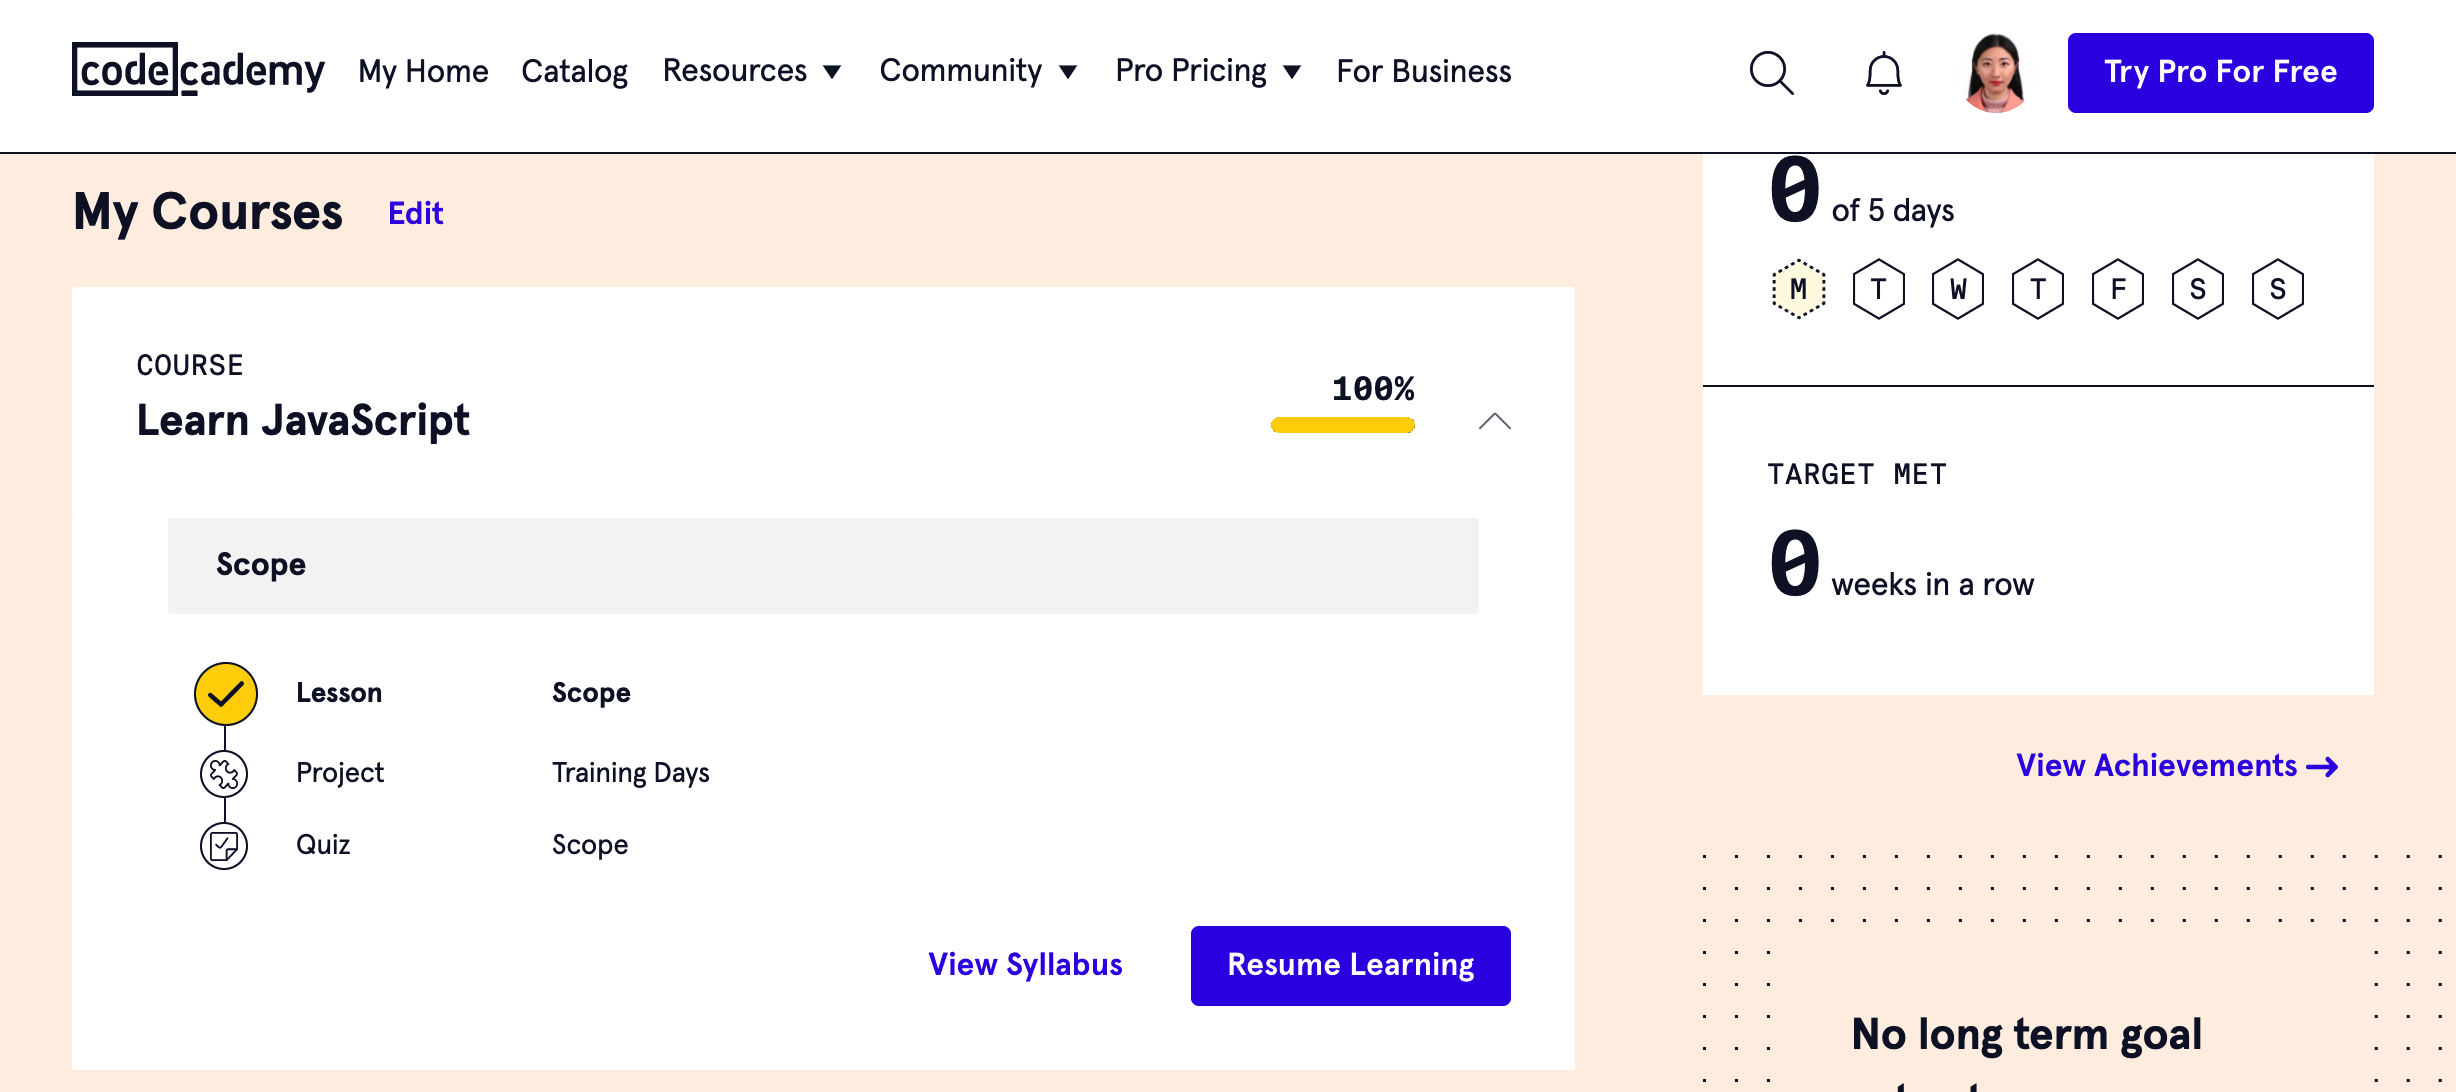 codecademy My Home Catalog Resources Community Pro Pricing For Business Try Pro For Free
My Courses Edit
COURSE
Learn JavaScript
100%
Scope
Lesson Scope
Project Training Days
Quiz Scope
View Syllabus Resume Learning
0 of 5 days
M T W T F S S
TARGET MET
0 weeks in a row
View Achievements
No long term goal